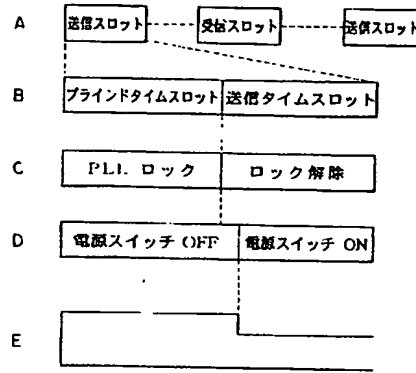 A 送信スロット 受信スロット 送信スロット
B ブラインドタイムスロット 送信タイムスロット
C PLL ロック ロック解除
D 電源スイッチ OFF 電源スイッチ ON
E